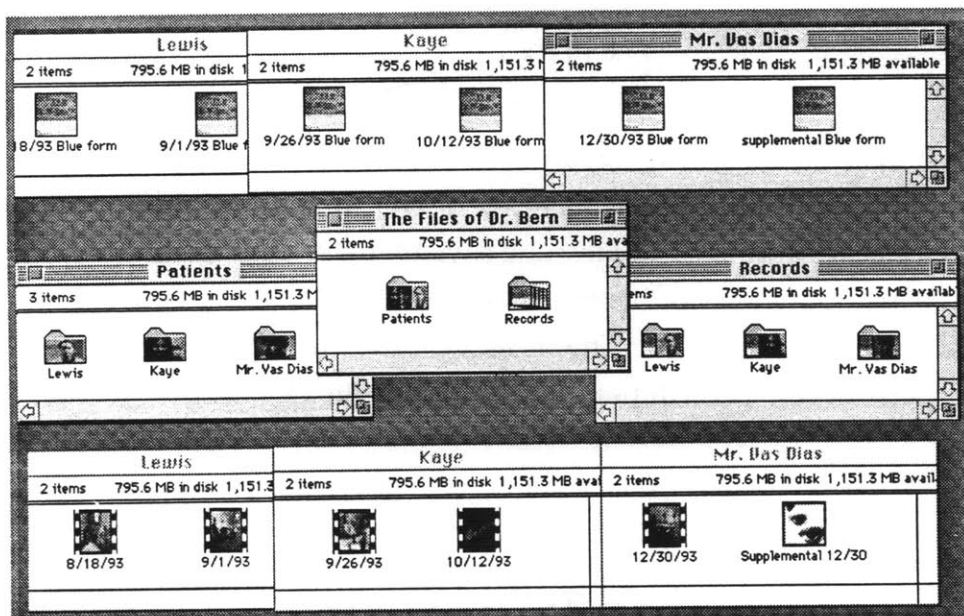 Lewis
2 items 795.6 MB in disk 1
8/93 Blue form 9/1/93 Blue f
Kaye
2 items 795.6 MB in disk 1,151.3 M
9/26/93 Blue form 10/12/93 Blue form
Mr. Vas Dias
2 items 795.6 MB in disk 1,151.3 MB available
12/30/93 Blue form supplemental Blue form
The Files of Dr. Bern
2 items 795.6 MB in disk 1,151.3 MB ava
Patients Records
Patients
3 items 795.6 MB in disk 1,151.3 M
Lewis Kaye Mr. Vas Dias
Records
ems 795.6 MB in disk 1,151.3 MB availab
Lewis Kaye Mr. Vas Dias
Lewis
2 items 795.6 MB in disk 1,151.3
8/18/93 9/1/93
Kaye
2 items 795.6 MB in disk 1,151.3 MB avai
9/26/93 10/12/93
Mr. Vas Dias
2 items 795.6 MB in disk 1,151.3 MB avail
12/30/93 Supplemental 12/30